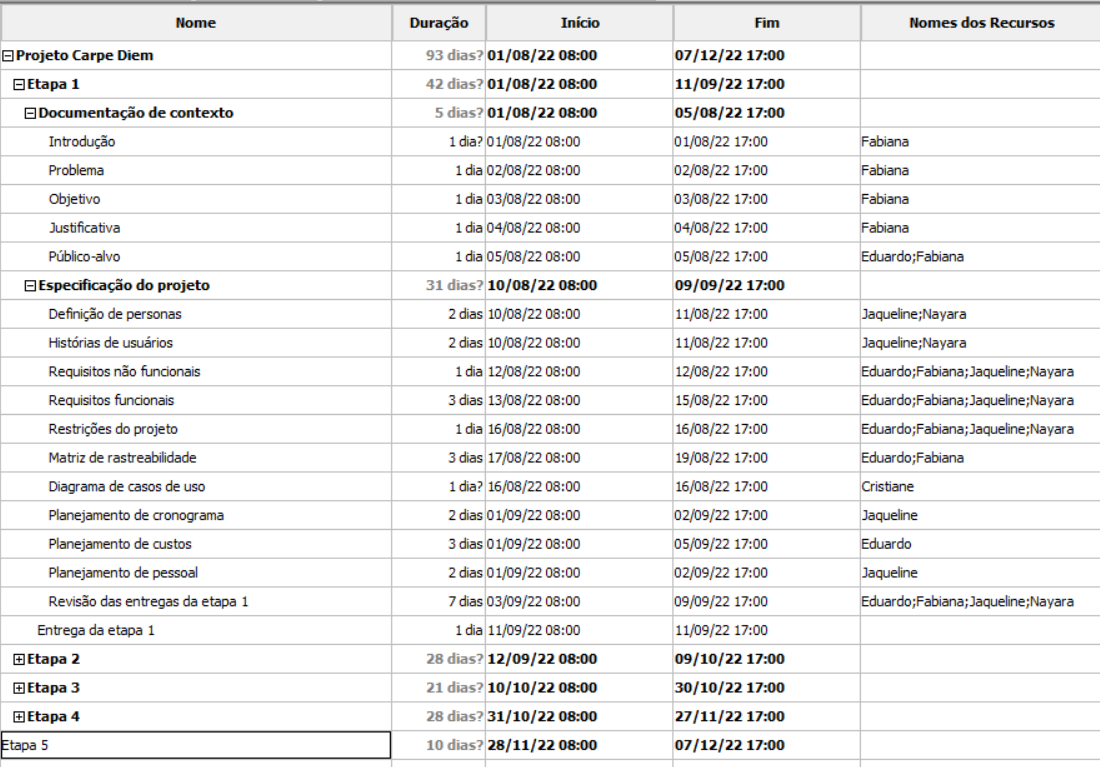 Nome Duração Início Fim Nomes dos Recursos
Projeto Carpe Diem 93 dias? 01/08/22 08:00 07/12/22 17:00
Etapa 1 42 dias? 01/08/22 08:00 11/09/22 17:00
Documentação de contexto 5 dias? 01/08/22 08:00 05/08/22 17:00
Introdução 1 dia? 01/08/22 08:00 01/08/22 17:00 Fabiana
Problema 1 dia 02/08/22 08:00 02/08/22 17:00 Fabiana
Objetivo 1 dia 03/08/22 08:00 03/08/22 17:00 Fabiana
Justificativa 1 dia 04/08/22 08:00 04/08/22 17:00 Fabiana
Público-alvo 1 dia 05/08/22 08:00 05/08/22 17:00 Eduardo;Fabiana
Especificação do projeto 31 dias? 10/08/22 08:00 09/09/22 17:00
Definição de personas 2 dias 10/08/22 08:00 11/08/22 17:00 Jaqueline;Nayara
Histórias de usuários 2 dias 10/08/22 08:00 11/08/22 17:00 Jaqueline;Nayara
Requisitos não funcionais 1 dia 12/08/22 08:00 12/08/22 17:00 Eduardo;Fabiana;Jaqueline;Nayara
Requisitos funcionais 3 dias 13/08/22 08:00 15/08/22 17:00 Eduardo;Fabiana;Jaqueline;Nayara
Restrições do projeto 1 dia 16/08/22 08:00 16/08/22 17:00 Eduardo;Fabiana;Jaqueline;Nayara
Matriz de rastreabilidade 3 dias 17/08/22 08:00 19/08/22 17:00 Eduardo;Fabiana
Diagrama de casos de uso 1 dia? 16/08/22 08:00 16/08/22 17:00 Cristiane
Planejamento de cronograma 2 dias 01/09/22 08:00 02/09/22 17:00 Jaqueline
Planejamento de custos 3 dias 01/09/22 08:00 05/09/22 17:00 Eduardo
Planejamento de pessoal 2 dias 01/09/22 08:00 02/09/22 17:00 Jaqueline
Revisão das entregas da etapa 1 7 dias 03/09/22 08:00 09/09/22 17:00 Eduardo;Fabiana;Jaqueline;Nayara
Entrega da etapa 1 1 dia 11/09/22 08:00 11/09/22 17:00
Etapa 2 28 dias? 12/09/22 08:00 09/10/22 17:00
Etapa 3 21 dias? 10/10/22 08:00 30/10/22 17:00
Etapa 4 28 dias? 31/10/22 08:00 27/11/22 17:00
Etapa 5 10 dias? 28/11/22 08:00 07/12/22 17:00